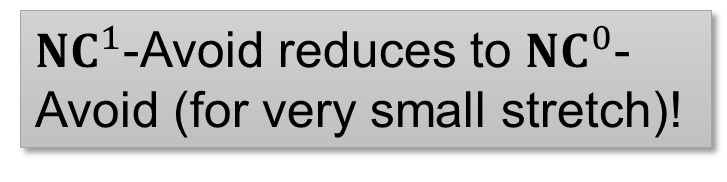 NC¹-Avoid reduces to NC⁰-
Avoid (for very small stretch)!